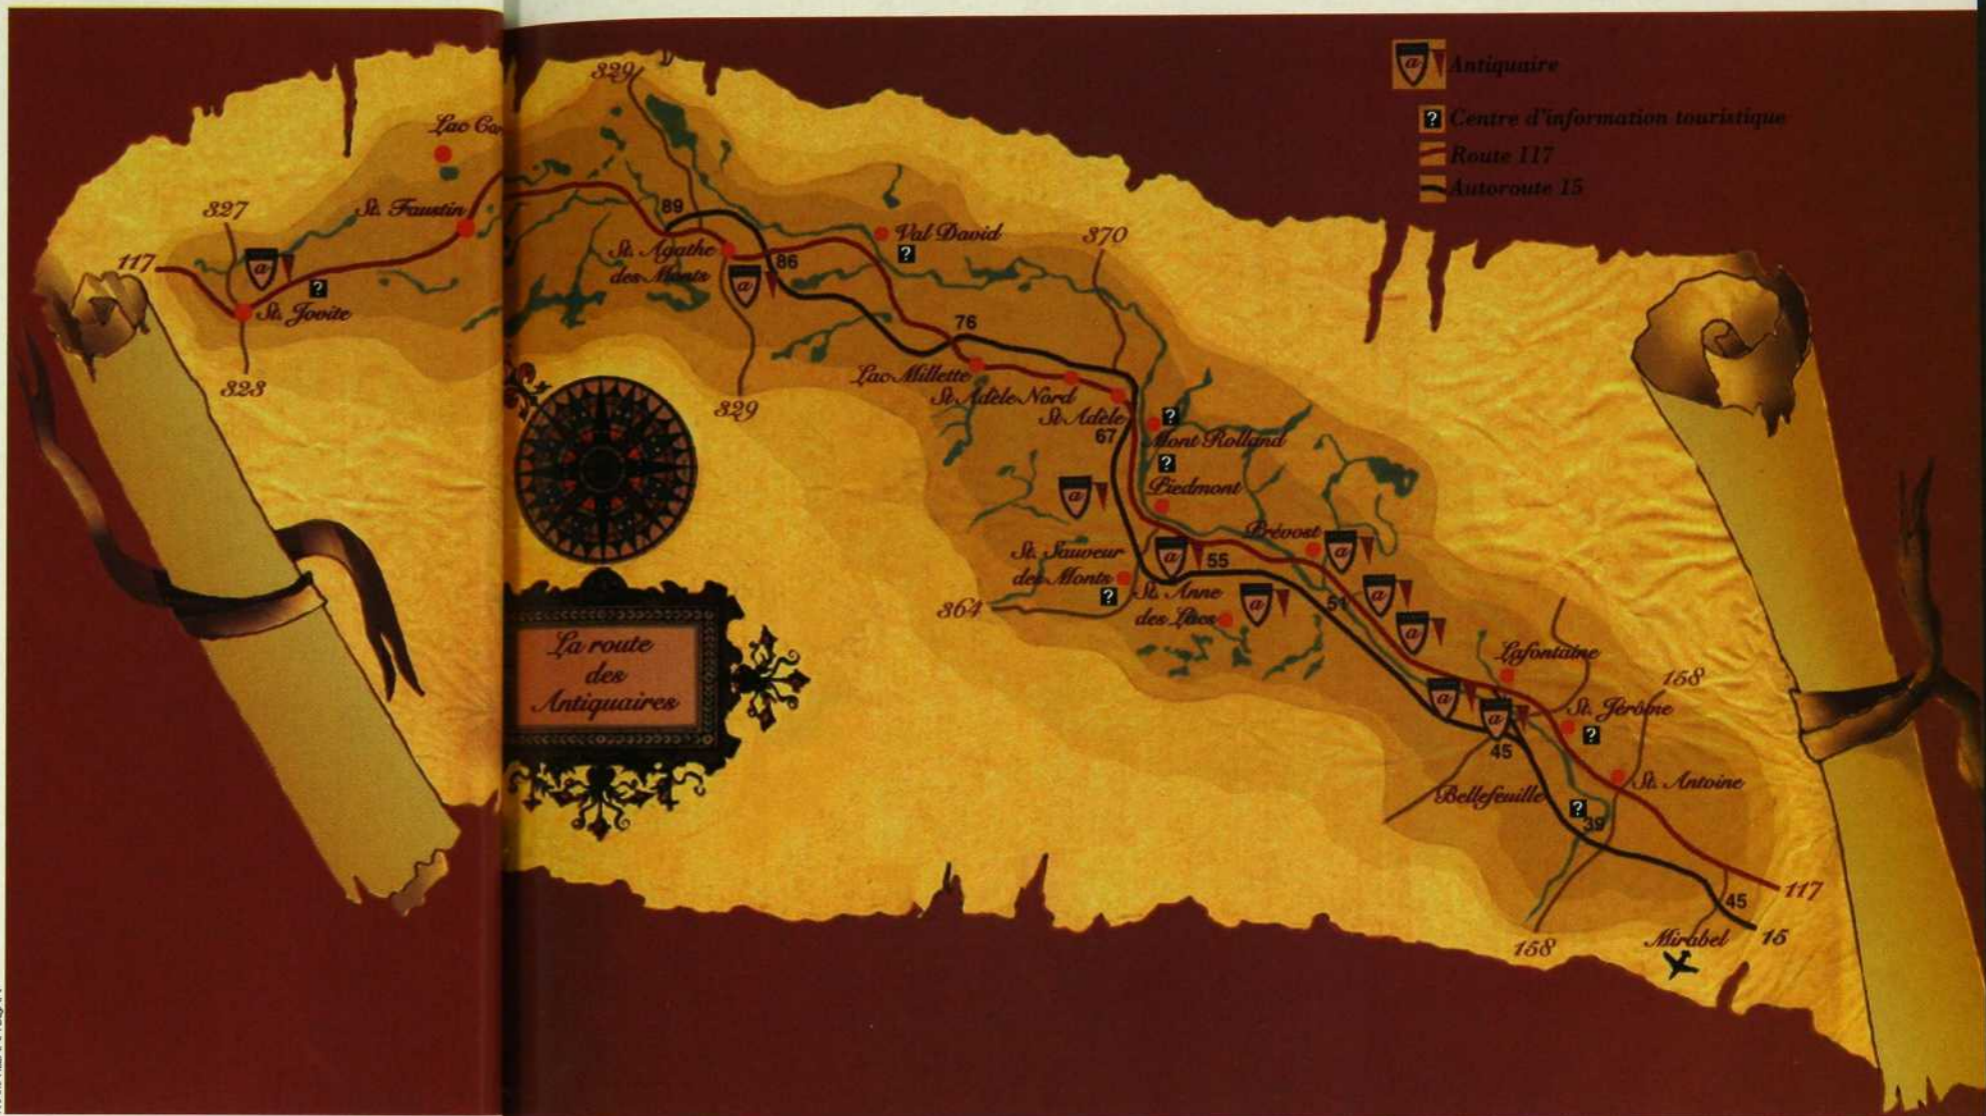 Antiquaire
? Centre d'information touristique
Route 117
Autoroute 15
329
Lac
327
St. Faustin
117
St. Jovite
?
323
89
St. Agathe
des Monts
86
Val David
?
370
76
329
Lac Millette
St Adèle Nord
St Adèle
67
?
Mont Rolland
?
Piedmont
Prévost
St. Sauveur
des Monts
?
55
St. Anne
des Lacs
364
51
Lafontaine
158
St. Jérôme
?
45
St. Antoine
Bellefeuille
?
39
117
45
15
Mirabel
158
La route
des
Antiquaires
a
a
a
a
a
a
a
a
a
a
a